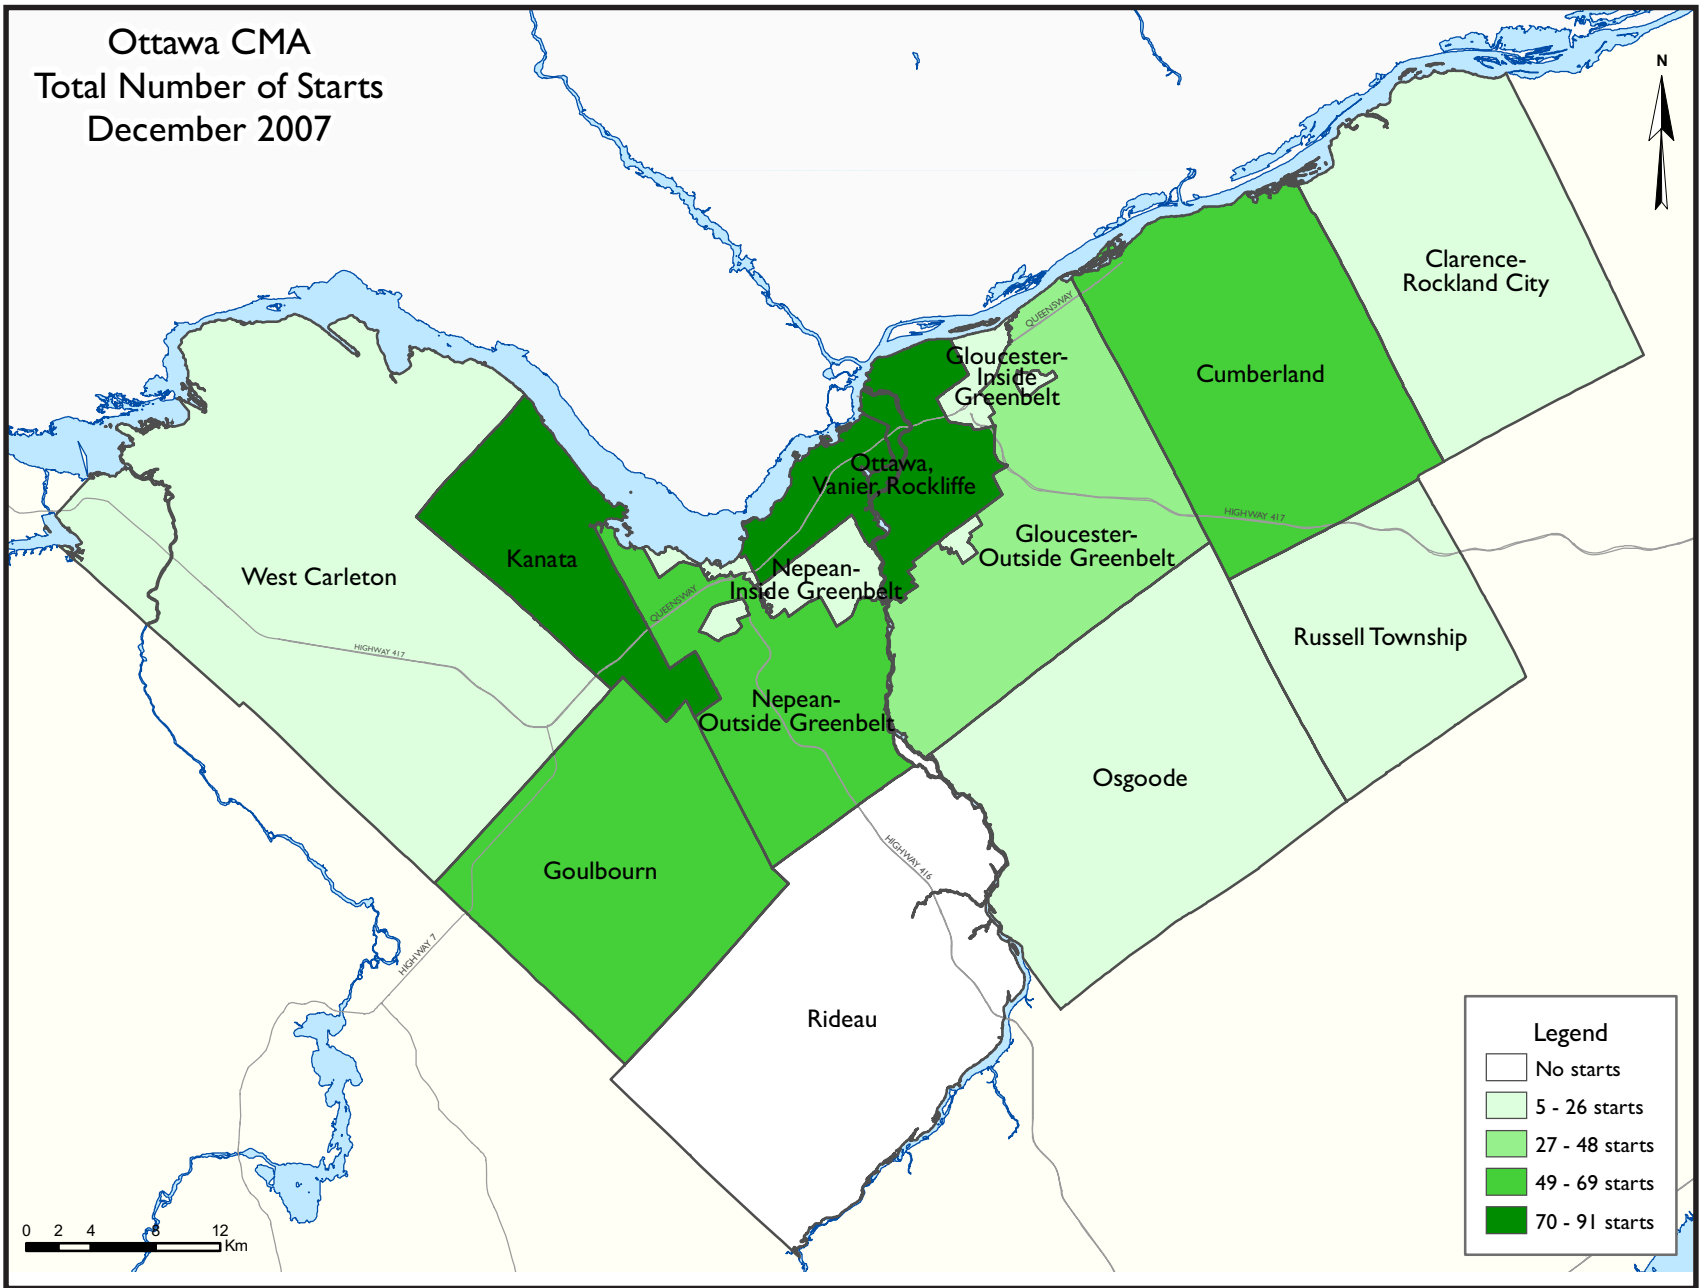 Ottawa CMA
Total Number of Starts
December 2007
N
Clarence-
Rockland City
QUEENSWAY
Gloucester-
Inside
Greenbelt
Cumberland
Ottawa,
Vanier, Rockliffe
HIGHWAY 417
Gloucester-
Outside Greenbelt
Kanata
West Carleton
Nepean-
Inside Greenbelt
QUEENSWAY
HIGHWAY 417
Russell Township
Nepean-
Outside Greenbelt
Osgoode
Goulbourn
HIGHWAY 416
HIGHWAY 7
Rideau
Legend
No starts
5 - 26 starts
27 - 48 starts
49 - 69 starts
70 - 91 starts
0 2 4 8 12
Km